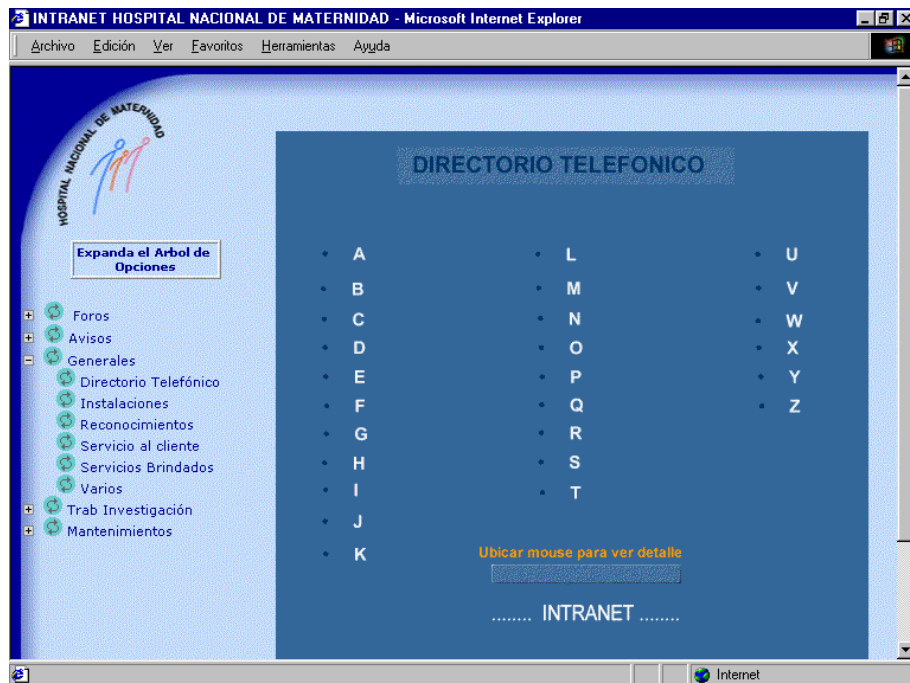 INTRANET HOSPITAL NACIONAL DE MATERNIDAD - Microsoft Internet Explorer
Archivo Edición Ver Favoritos Herramientas Ayuda
HOSPITAL NACIONAL DE MATERNIDAD
Expanda el Arbol de
Opciones
Foros
Avisos
Generales
Directorio Telefónico
Instalaciones
Reconocimientos
Servicio al cliente
Servicios Brindados
Varios
Trab Investigación
Mantenimientos
DIRECTORIO TELEFONICO
A
B
C
D
E
F
G
H
I
J
K
L
M
N
O
P
Q
R
S
T
U
V
W
X
Y
Z
Ubicar mouse para ver detalle
........ INTRANET ........
Internet